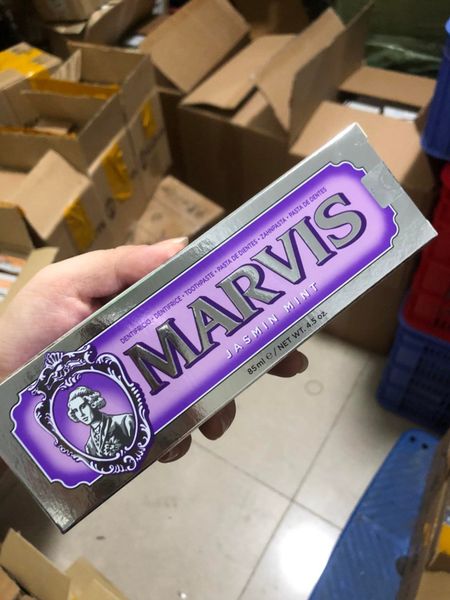 DENTIFRICIO • DENTIFRICE • TOOTHPASTE • PASTA DE DIENTES • ZAHNPASTA • PASTA DE DENTES
MARVIS
JASMIN MINT
85ml e / NET WT. 4.5 oz